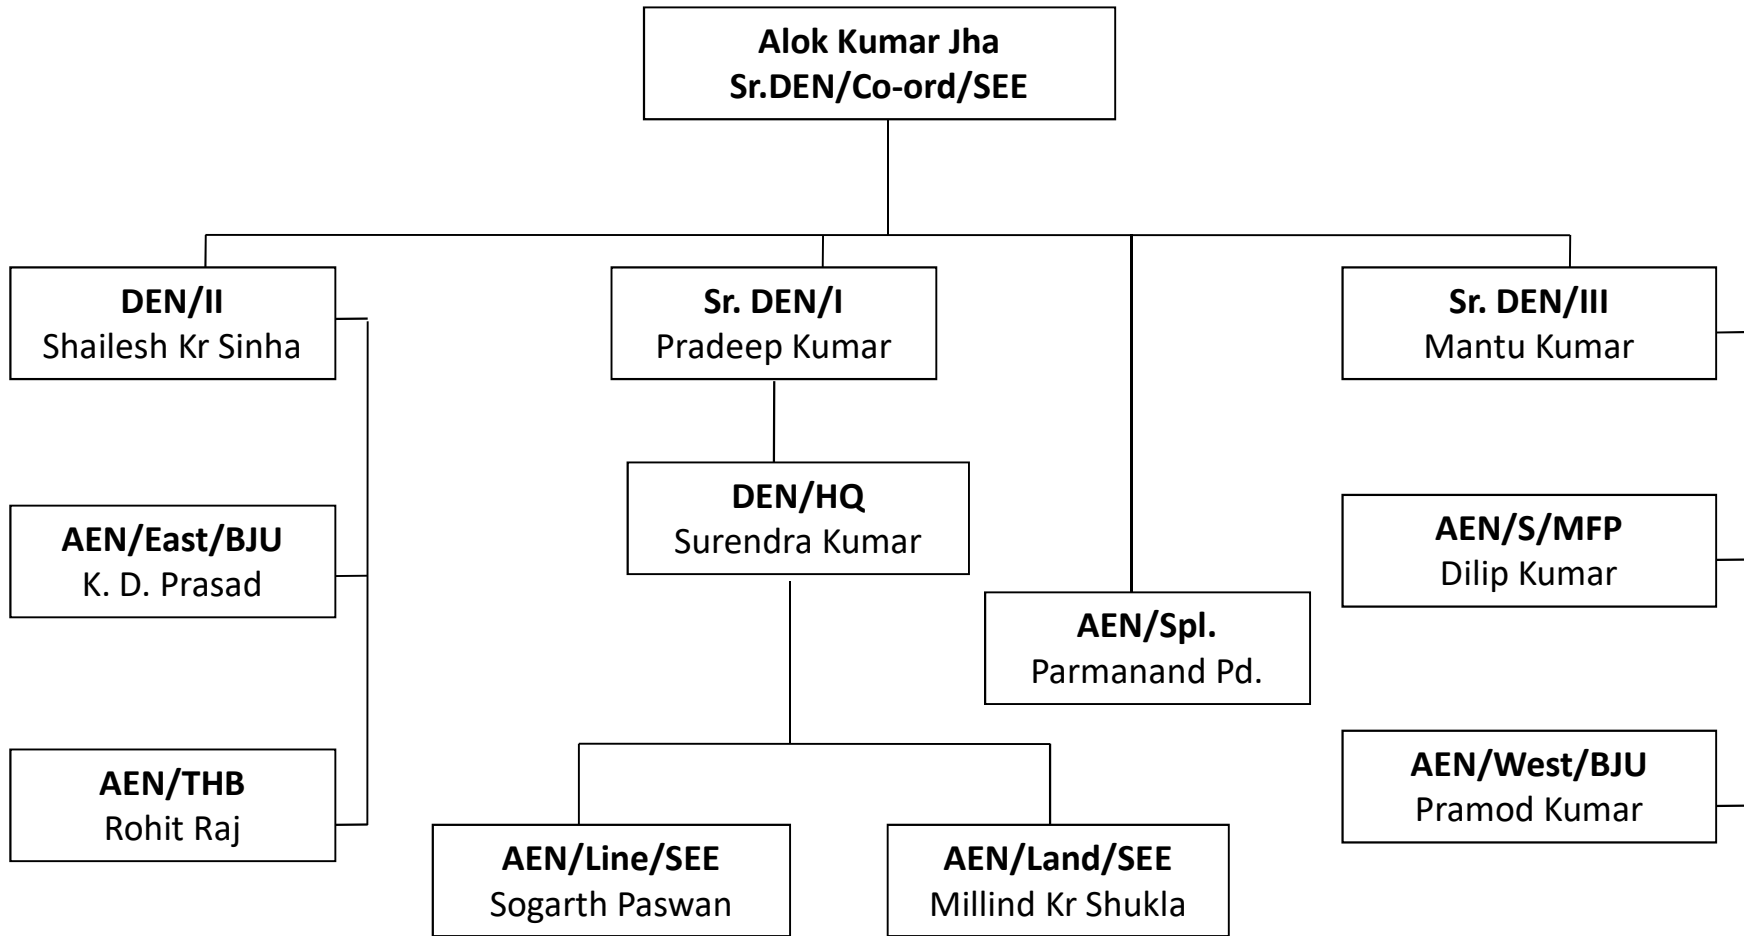 Alok Kumar Jha
Sr.DEN/Co-ord/SEE
DEN/II
Shailesh Kr Sinha
Sr. DEN/I
Pradeep Kumar
Sr. DEN/III
Mantu Kumar
DEN/HQ
Surendra Kumar
AEN/East/BJU
K. D. Prasad
AEN/S/MFP
Dilip Kumar
AEN/Spl.
Parmanand Pd.
AEN/THB
Rohit Raj
AEN/West/BJU
Pramod Kumar
AEN/Line/SEE
Sogarth Paswan
AEN/Land/SEE
Millind Kr Shukla